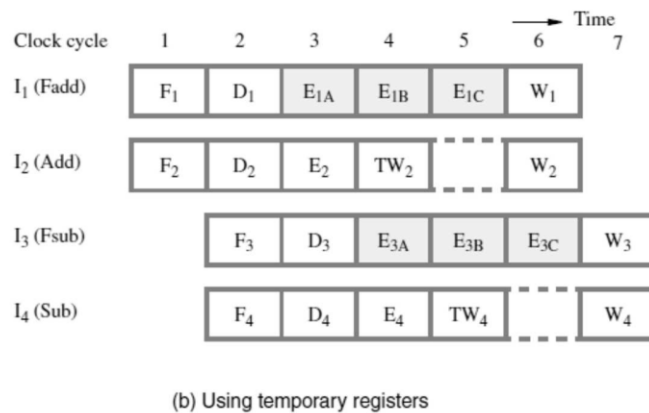 Time
Clock cycle 1 2 3 4 5 6 7
I1 (Fadd) F1 D1 E1A E1B E1C W1
I2 (Add) F2 D2 E2 TW2 W2
I3 (Fsub) F3 D3 E3A E3B E3C W3
I4 (Sub) F4 D4 E4 TW4 W4
(b) Using temporary registers